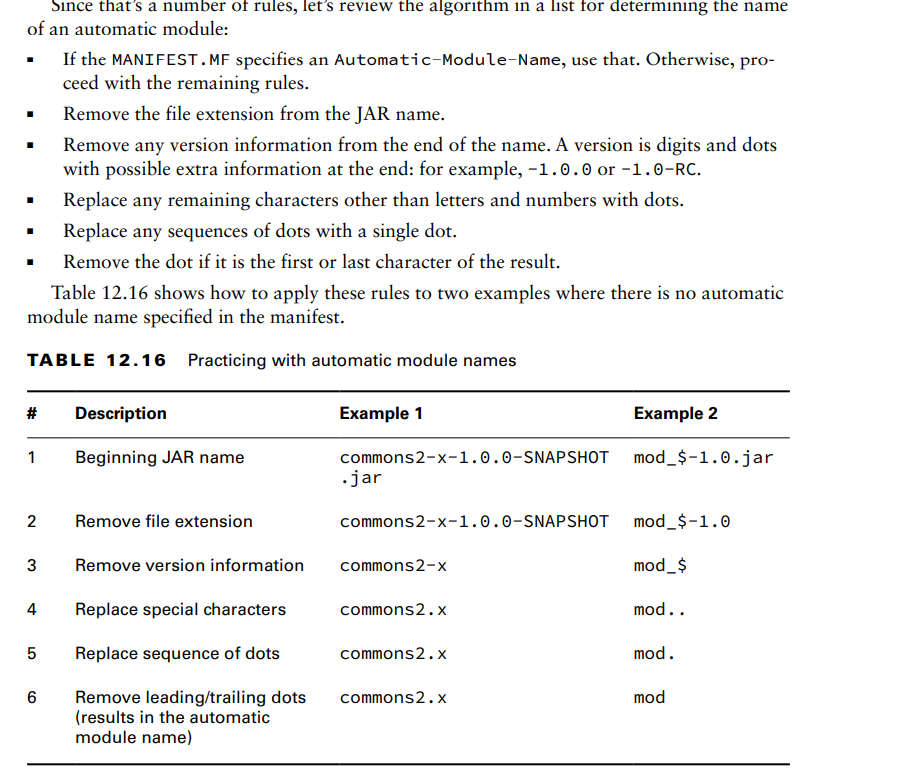 Since that's a number of rules, let's review the algorithm in a list for determining the name
of an automatic module:
▪ If the MANIFEST.MF specifies an Automatic-Module-Name, use that. Otherwise, pro-
ceed with the remaining rules.
▪ Remove the file extension from the JAR name.
▪ Remove any version information from the end of the name. A version is digits and dots
with possible extra information at the end: for example, -1.0.0 or -1.0-RC.
▪ Replace any remaining characters other than letters and numbers with dots.
▪ Replace any sequences of dots with a single dot.
▪ Remove the dot if it is the first or last character of the result.
Table 12.16 shows how to apply these rules to two examples where there is no automatic
module name specified in the manifest.
TABLE 12.16 Practicing with automatic module names
# Description Example 1 Example 2
1 Beginning JAR name commons2-x-1.0.0-SNAPSHOT mod_$-1.0.jar
.jar
2 Remove file extension commons2-x-1.0.0-SNAPSHOT mod_$-1.0
3 Remove version information commons2-x mod_$
4 Replace special characters commons2.x mod..
5 Replace sequence of dots commons2.x mod.
6 Remove leading/trailing dots commons2.x mod
(results in the automatic
module name)